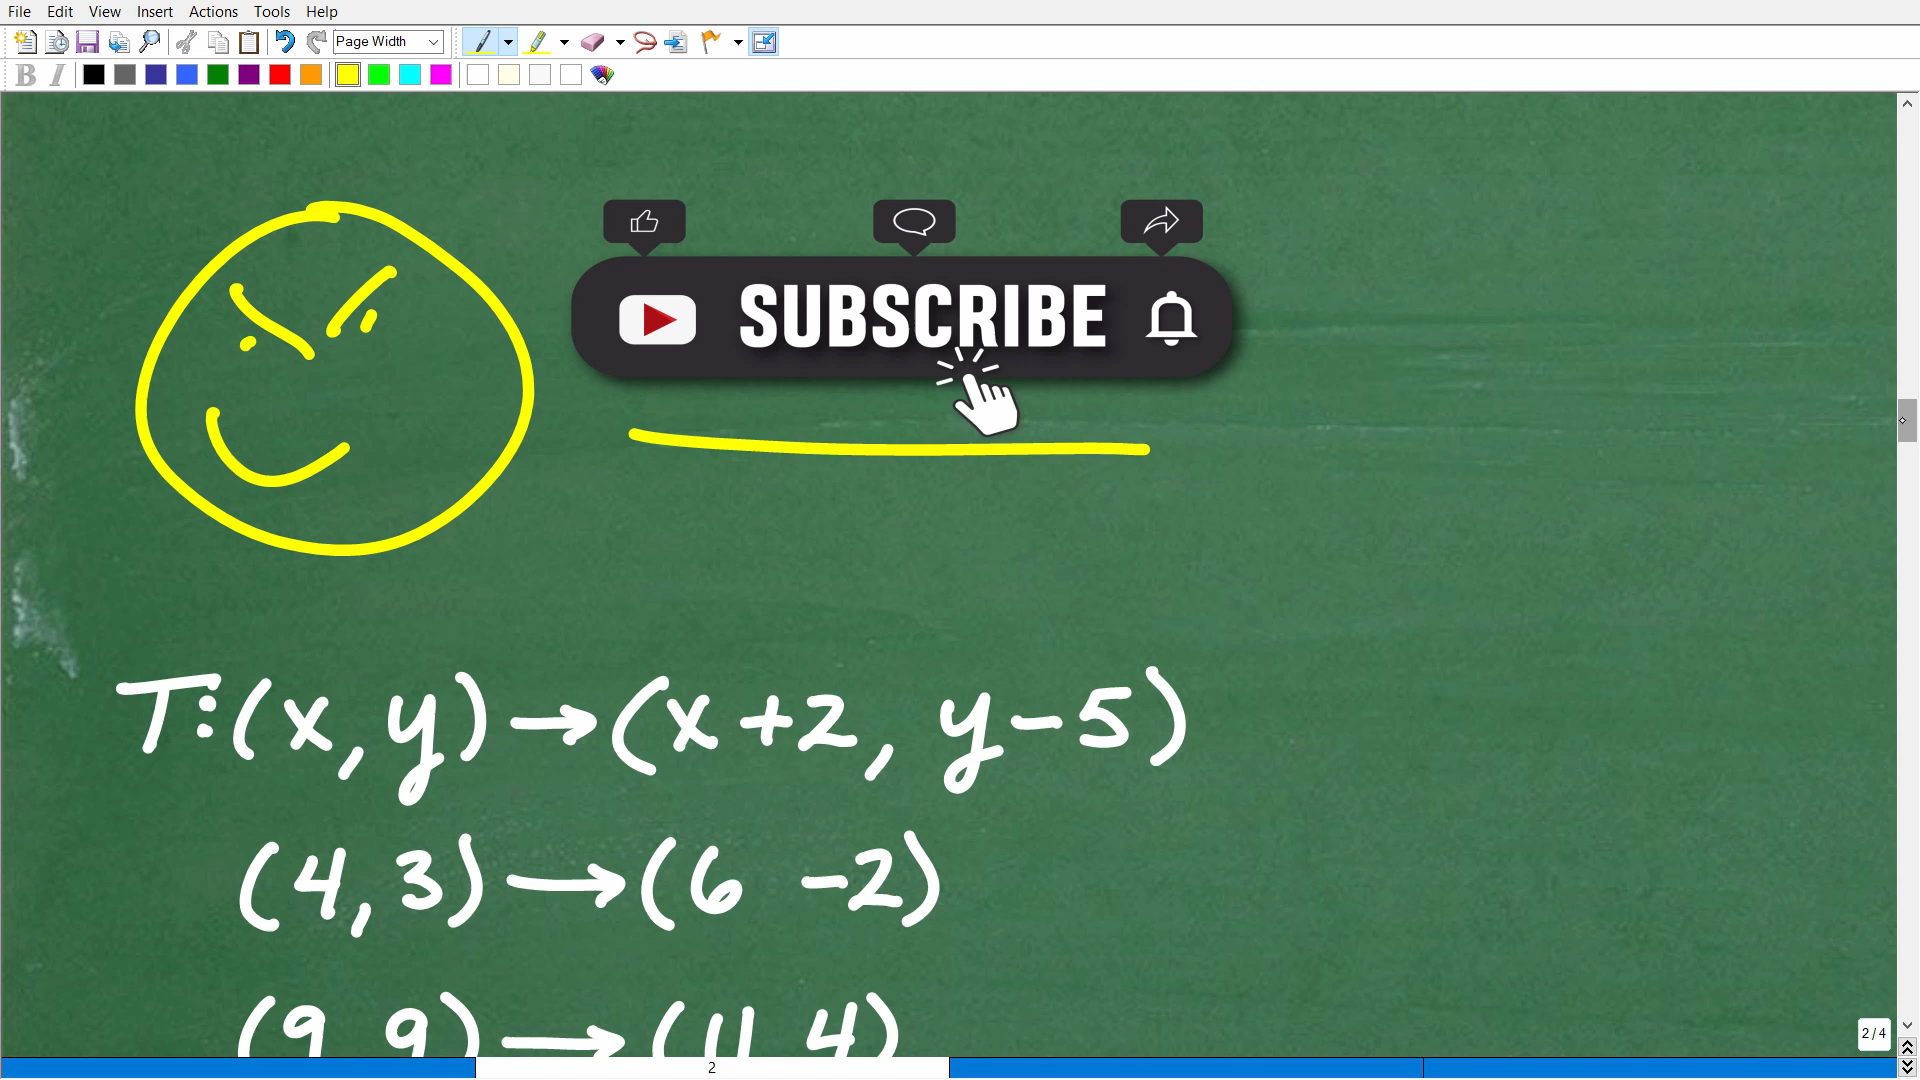 File Edit View Insert Actions Tools Help
Page Width
B I
SUBSCRIBE
T:(x,y)→(x+2, y-5)
(4,3)→(6 -2)
(9 9)→(11 4)
2/4
2